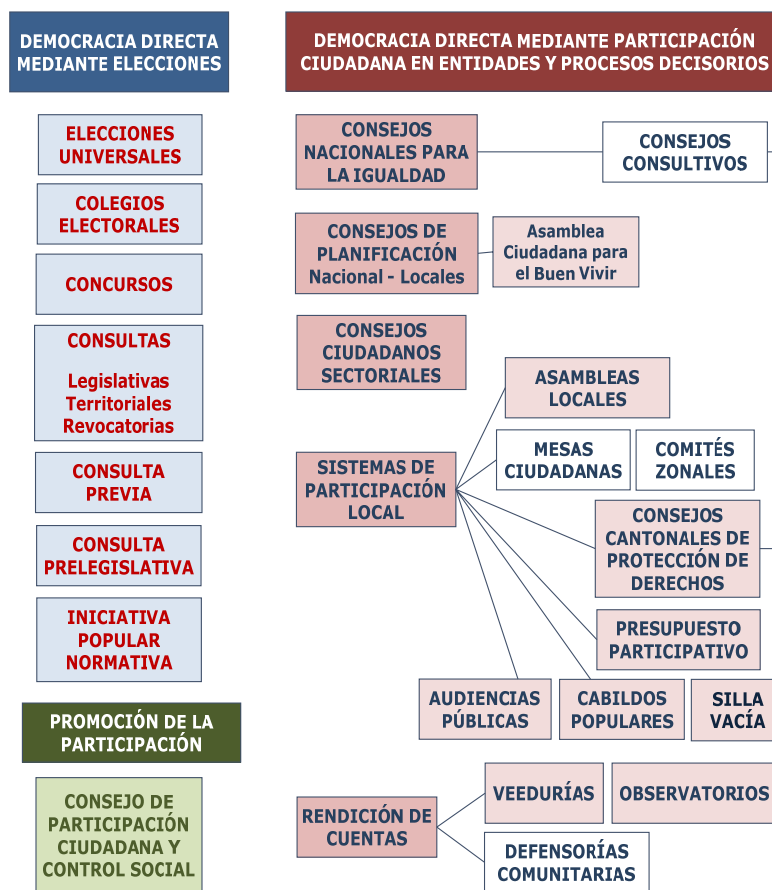 DEMOCRACIA DIRECTA
MEDIANTE ELECCIONES
ELECCIONES
UNIVERSALES
COLEGIOS
ELECTORALES
CONCURSOS
CONSULTAS
Legislativas
Territoriales
Revocatorias
CONSULTA
PREVIA
CONSULTA
PRELEGISLATIVA
INICIATIVA
POPULAR
NORMATIVA
PROMOCIÓN DE LA
PARTICIPACIÓN
CONSEJO DE
PARTICIPACIÓN
CIUDADANA Y
CONTROL SOCIAL
DEMOCRACIA DIRECTA MEDIANTE PARTICIPACIÓN
CIUDADANA EN ENTIDADES Y PROCESOS DECISORIOS
CONSEJOS
NACIONALES PARA
LA IGUALDAD
CONSEJOS
CONSULTIVOS
CONSEJOS DE
PLANIFICACIÓN
Nacional - Locales
Asamblea
Ciudadana para
el Buen Vivir
CONSEJOS
CIUDADANOS
SECTORIALES
SISTEMAS DE
PARTICIPACIÓN
LOCAL
ASAMBLEAS
LOCALES
MESAS
CIUDADANAS
COMITÉS
ZONALES
CONSEJOS
CANTONALES DE
PROTECCIÓN DE
DERECHOS
PRESUPUESTO
PARTICIPATIVO
AUDIENCIAS
PÚBLICAS
CABILDOS
POPULARES
SILLA
VACÍA
RENDICIÓN DE
CUENTAS
VEEDURÍAS
OBSERVATORIOS
DEFENSORÍAS
COMUNITARIAS